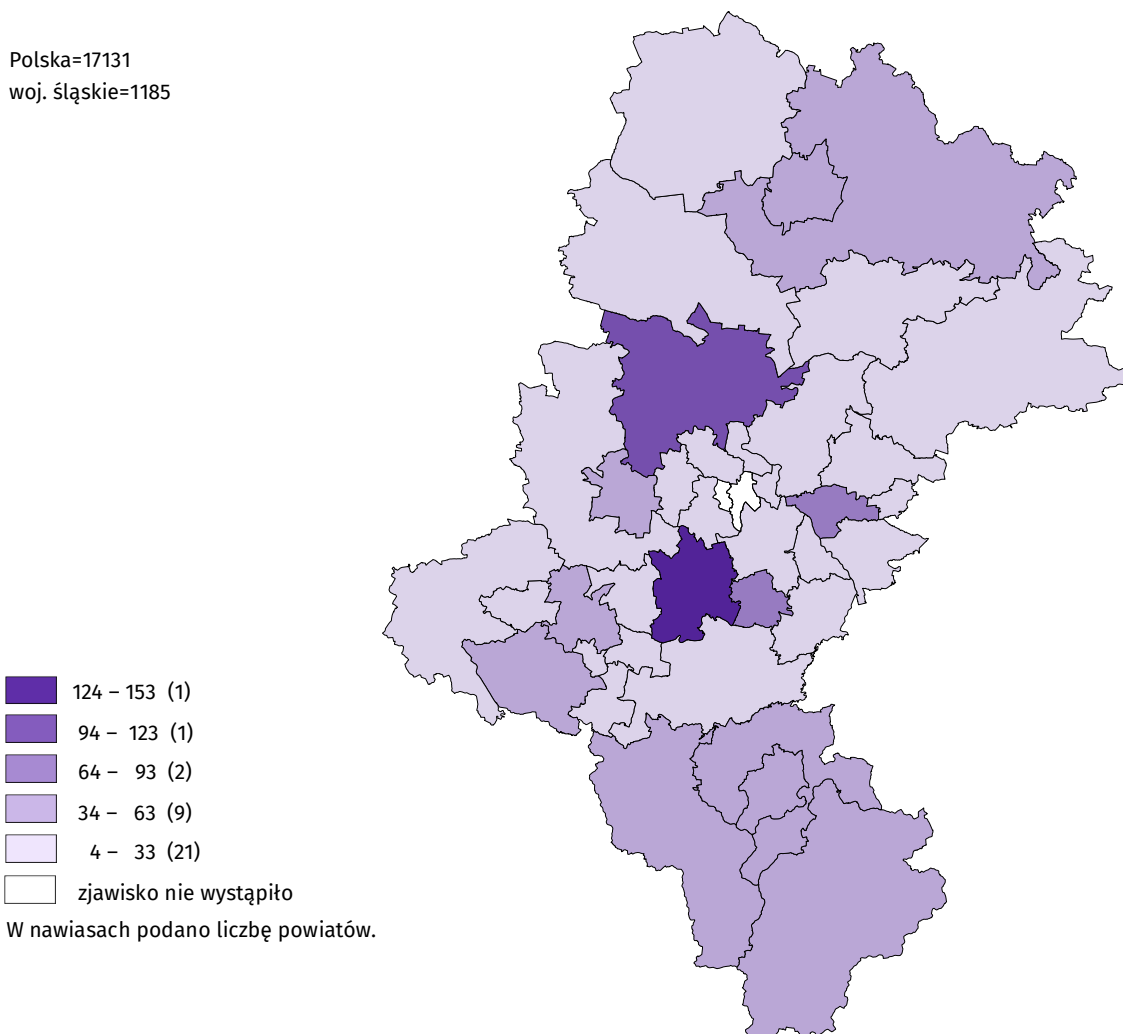 Polska=17131
woj. śląskie=1185
124 – 153 (1)
94 – 123 (1)
64 – 93 (2)
34 – 63 (9)
4 – 33 (21)
zjawisko nie wystąpiło
W nawiasach podano liczbę powiatów.